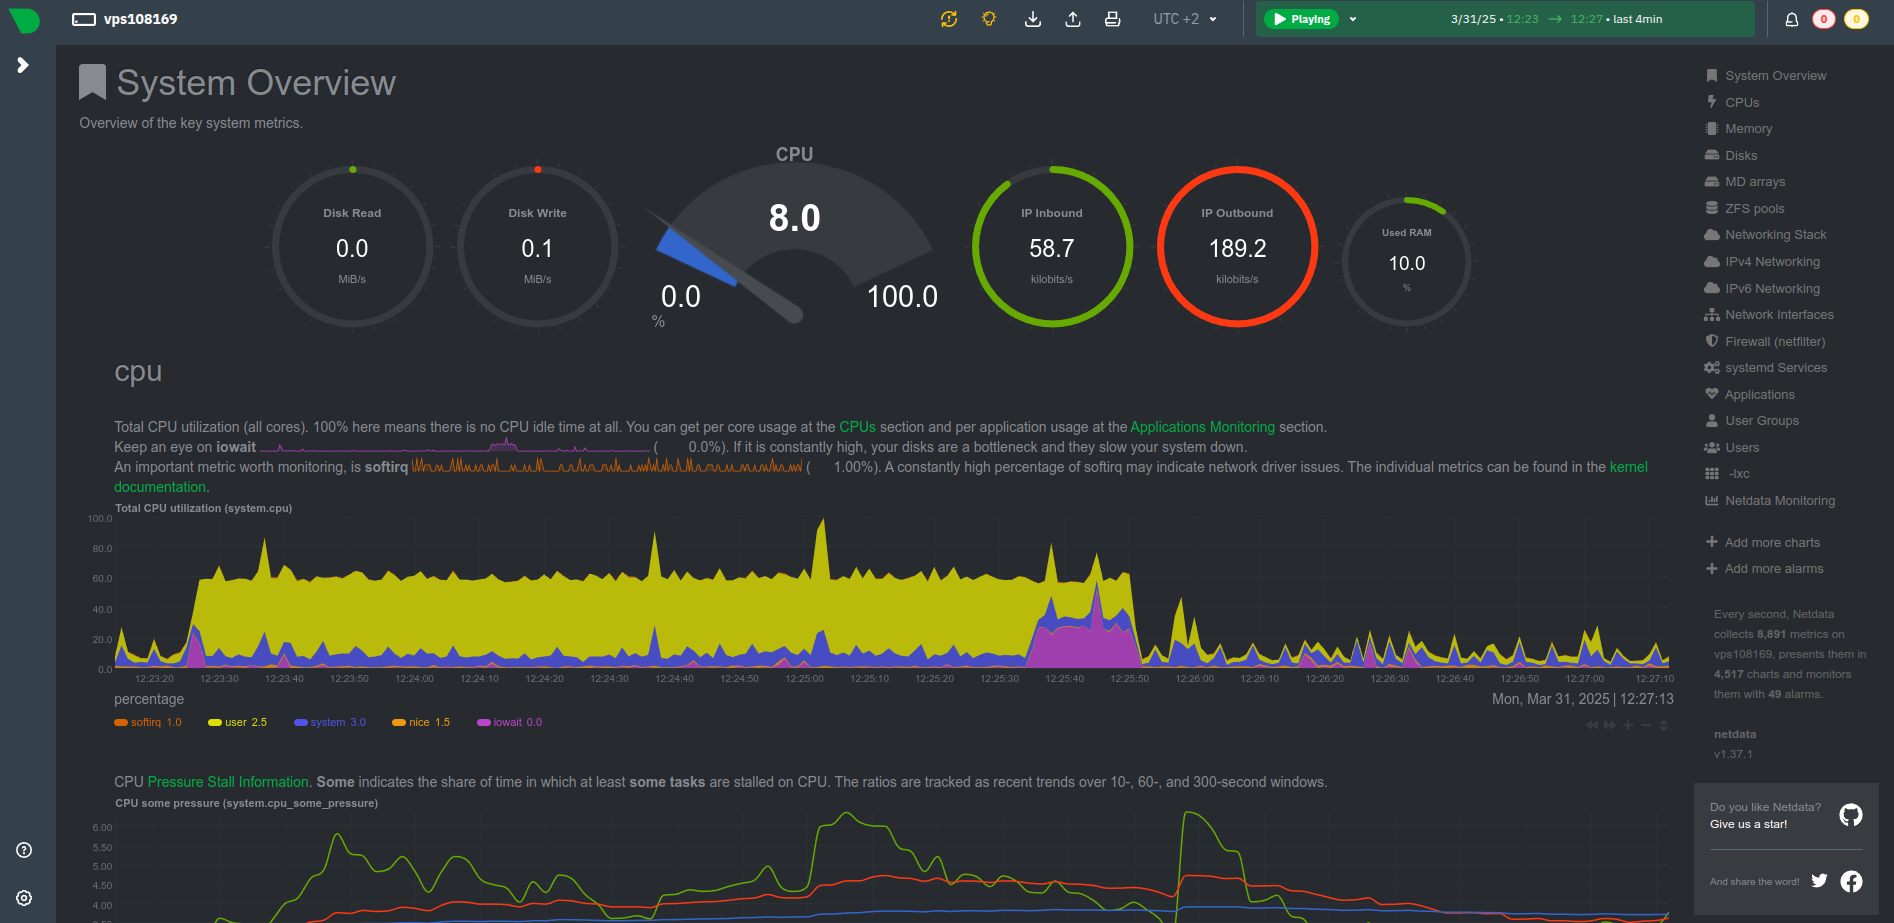 vps108169
UTC +2
Playing
3/31/25 • 12:23 → 12:27 • last 4min
0
0
System Overview
Overview of the key system metrics.
Disk Read
0.0
MiB/s
Disk Write
0.1
MiB/s
CPU
8.0
0.0
100.0
%
IP Inbound
58.7
kilobits/s
IP Outbound
189.2
kilobits/s
Used RAM
10.0
%
cpu
Total CPU utilization (all cores). 100% here means there is no CPU idle time at all. You can get per core usage at the CPUs section and per application usage at the Applications Monitoring section.
Keep an eye on iowait ( 0.0%). If it is constantly high, your disks are a bottleneck and they slow your system down.
An important metric worth monitoring, is softirq ( 1.00%). A constantly high percentage of softirq may indicate network driver issues. The individual metrics can be found in the kernel
documentation.
Total CPU utilization (system.cpu)
100.0
80.0
60.0
40.0
20.0
0.0
12:23:20 12:23:30 12:23:40 12:23:50 12:24:00 12:24:10 12:24:20 12:24:30 12:24:40 12:24:50 12:25:00 12:25:10 12:25:20 12:25:30 12:25:40 12:25:50 12:26:00 12:26:10 12:26:20 12:26:30 12:26:40 12:26:50 12:27:00 12:27:10
percentage
Mon, Mar 31, 2025 | 12:27:13
softirq 1.0 user 2.5 system 3.0 nice 1.5 iowait 0.0
CPU Pressure Stall Information. Some indicates the share of time in which at least some tasks are stalled on CPU. The ratios are tracked as recent trends over 10-, 60-, and 300-second windows.
CPU some pressure (system.cpu_some_pressure)
6.00
5.50
5.00
4.50
4.00
System Overview
CPUs
Memory
Disks
MD arrays
ZFS pools
Networking Stack
IPv4 Networking
IPv6 Networking
Network Interfaces
Firewall (netfilter)
systemd Services
Applications
User Groups
Users
-lxc
Netdata Monitoring
Add more charts
Add more alarms
Every second, Netdata
collects 8,891 metrics on
vps108169, presents them in
4,517 charts and monitors
them with 49 alarms.
netdata
v1.37.1
Do you like Netdata?
Give us a star!
And share the word!